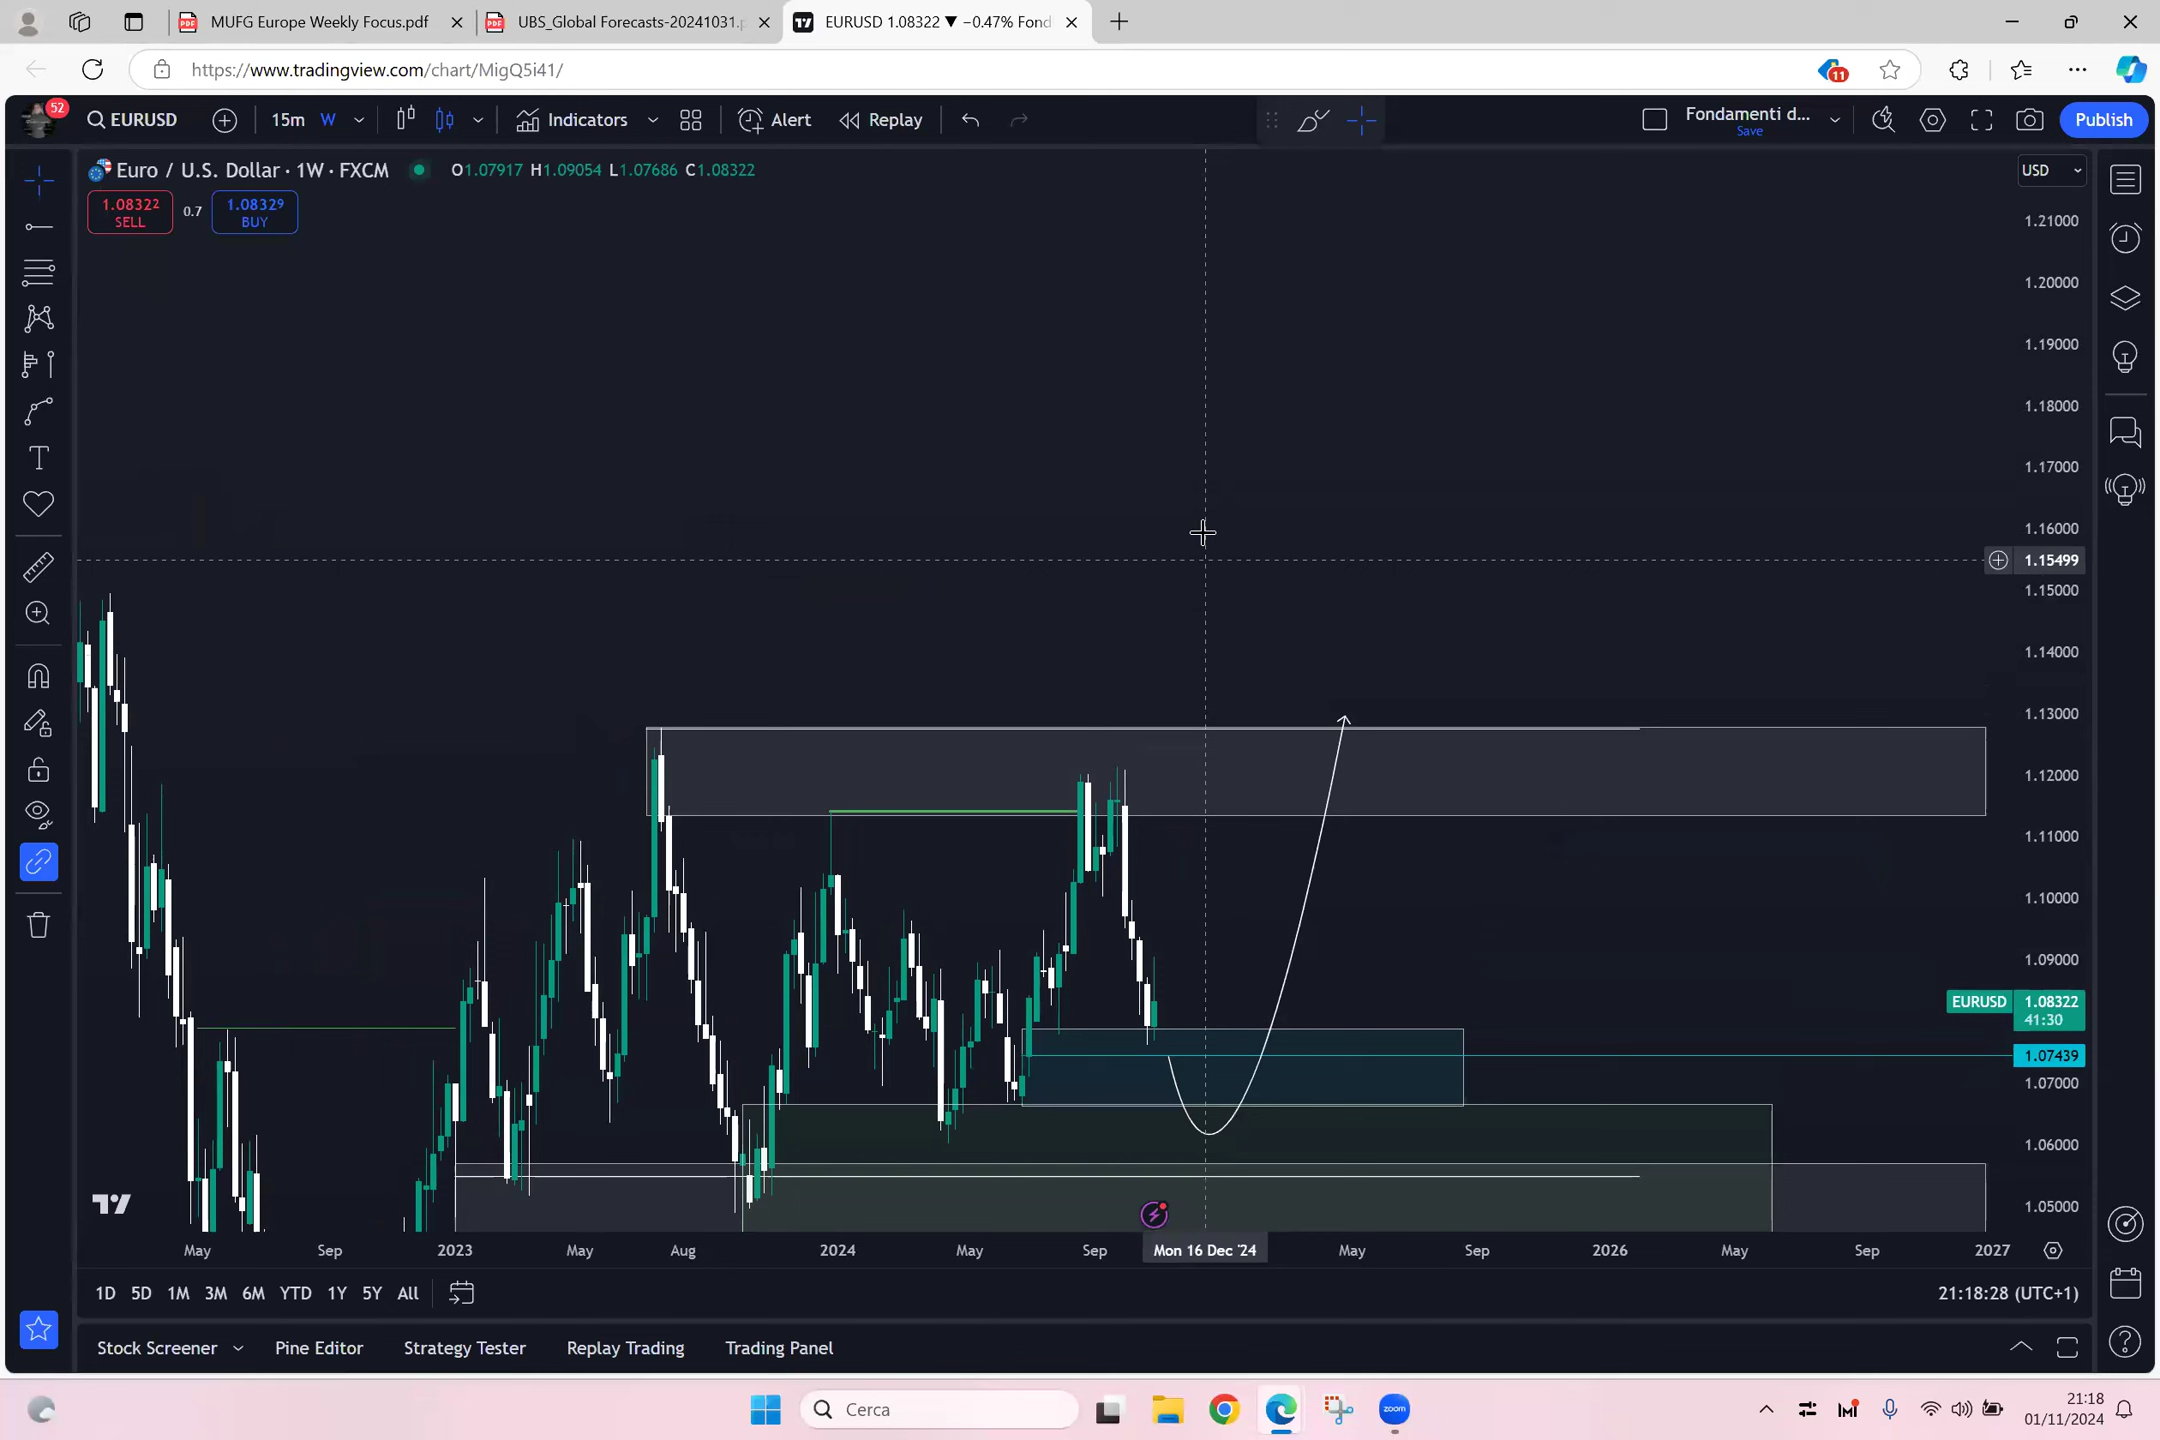 MUFG Europe Weekly Focus.pdf
UBS_Global Forecasts-20241031.p
EURUSD 1.08322 ▼ −0.47% Fond
https://www.tradingview.com/chart/MigQ5i41/
11
52
EURUSD
15m W
Indicators
Alert
Replay
Fondamenti d...
Save
Publish
Euro / U.S. Dollar · 1W · FXCM
O1.07917 H1.09054 L1.07686 C1.08322
USD
1.08322
SELL
0.7
1.08329
BUY
1.21000
1.20000
1.19000
1.18000
1.17000
1.16000
1.15499
1.15000
1.14000
1.13000
1.12000
1.11000
1.10000
1.09000
EURUSD 1.08322
41:30
1.07439
1.07000
1.06000
1.05000
May Sep 2023 May Aug 2024 May Sep Mon 16 Dec '24 May Sep 2026 May Sep 2027
1D 5D 1M 3M 6M YTD 1Y 5Y All
21:18:28 (UTC+1)
Stock Screener Pine Editor Strategy Tester Replay Trading Trading Panel
Cerca
zoom
21:18
01/11/2024